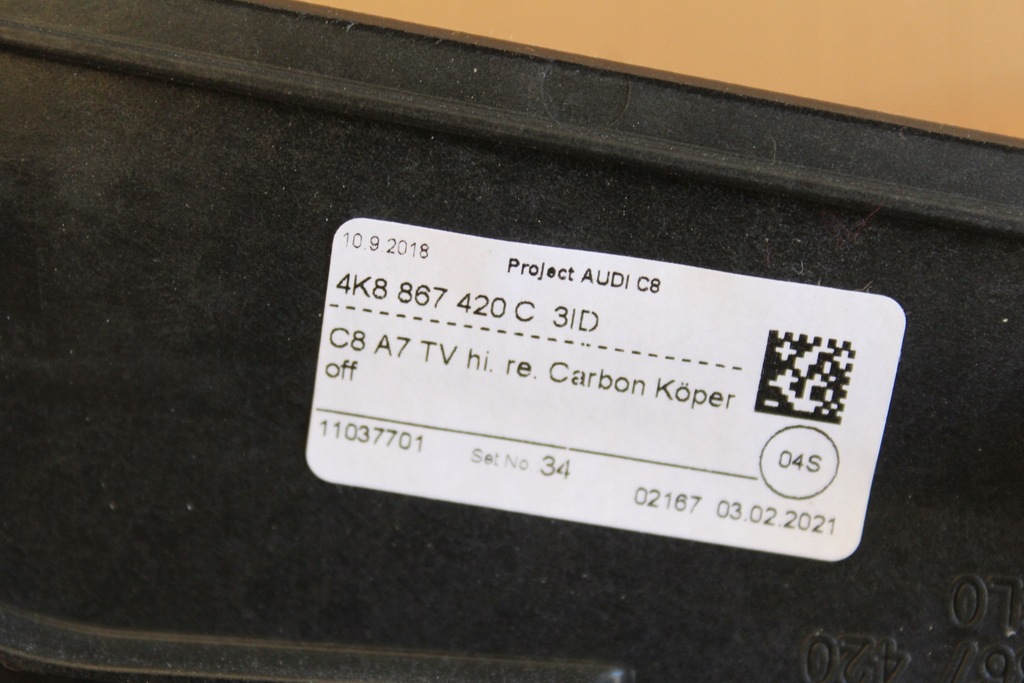 10.9 2018
Project AUDI C8
4K8 867 420 C 3ID
C8 A7 TV hi. re. Carbon Köper
off
11037701
Set No. 34
04S
02167 03.02.2021
420